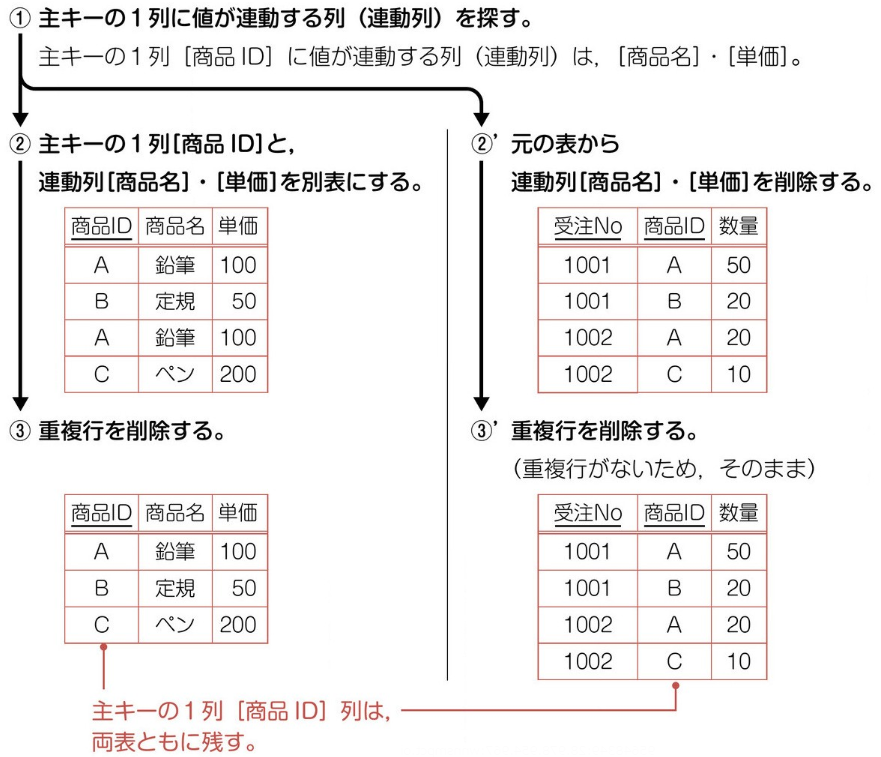 ① 主キーの1列に値が連動する列（連動列）を探す。
主キーの1列［商品ID］に値が連動する列（連動列）は，［商品名］・［単価］。
② 主キーの1列[商品ID]と，
連動列[商品名]・[単価]を別表にする。
商品ID 商品名 単価
A 鉛筆 100
B 定規 50
A 鉛筆 100
C ペン 200
③ 重複行を削除する。
商品ID 商品名 単価
A 鉛筆 100
B 定規 50
C ペン 200
②’ 元の表から
連動列[商品名]・[単価]を削除する。
受注No 商品ID 数量
1001 A 50
1001 B 20
1002 A 20
1002 C 10
③’ 重複行を削除する。
（重複行がないため，そのまま）
受注No 商品ID 数量
1001 A 50
1001 B 20
1002 A 20
1002 C 10
主キーの1列［商品ID］列は，
両表ともに残す。